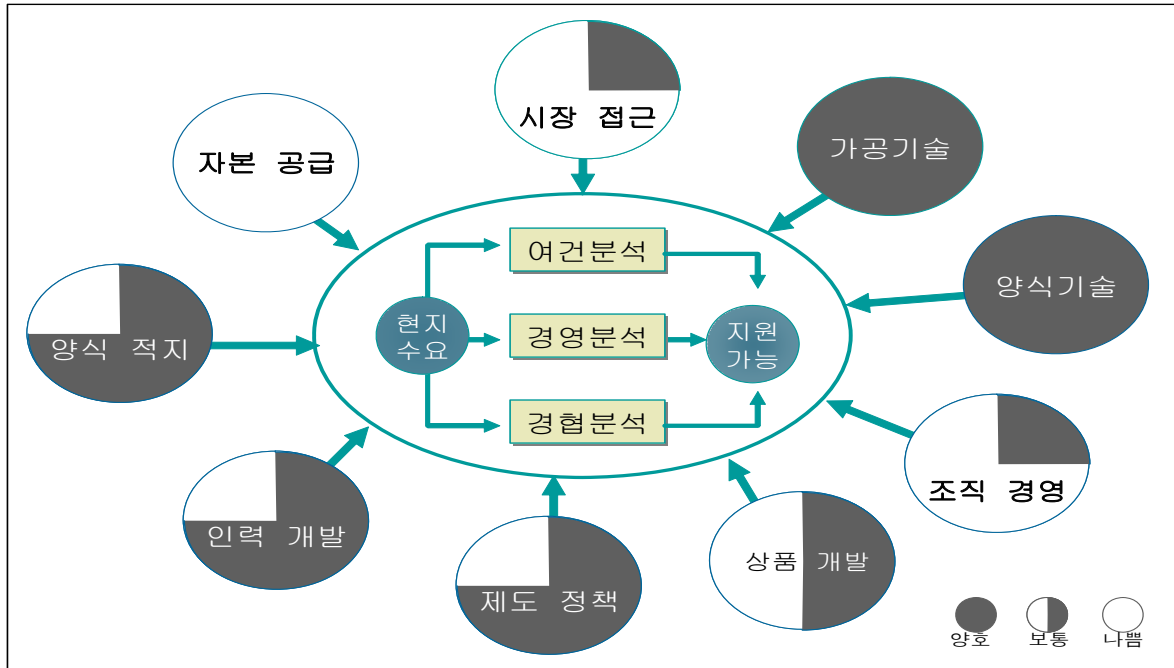 시장 접근
자본 공급
가공기술
양식기술
양식 적지
여건분석
현지
수요
경영분석
지원
가능
경협분석
조직 경영
인력 개발
제도 정책
상품 개발
양호
보통
나쁨